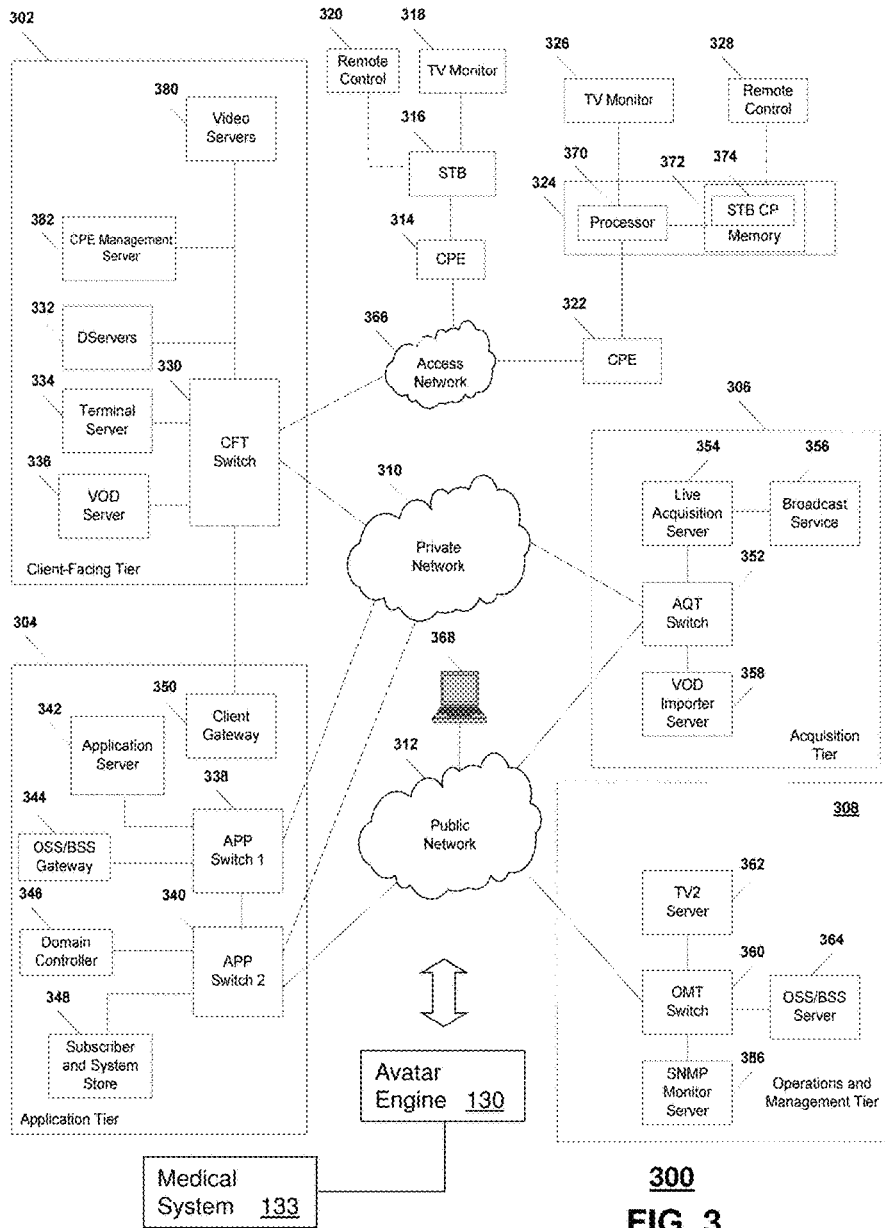 302
320
318
Remote
Control
TV Monitor
326
328
TV Monitor
Remote
Control
380
Video
Servers
316
STB
370
372
374
324
Processor
STB CP
Memory
382
CPE Management
Server
314
CPE
332
DServers
366
322
330
Access
Network
CPE
334
Terminal
Server
CFT
Switch
306
336
VOD
Server
310
354
356
Live
Acquisition
Server
Broadcast
Service
Private
Network
352
Client-Facing Tier
AQT
Switch
304
368
350
358
342
Client
Gateway
VOD
Importer
Server
Application
Server
312
Acquisition
Tier
338
344
308
OSS/BSS
Gateway
APP
Switch 1
Public
Network
362
346
340
TV2
Server
Domain
Controller
APP
Switch 2
360
364
348
OMT
Switch
OSS/BSS
Server
Subscriber
and System
Store
386
Avatar
Engine 130
SNMP
Monitor
Server
Operations and
Management Tier
Application Tier
Medical
System 133
300
FIG. 3